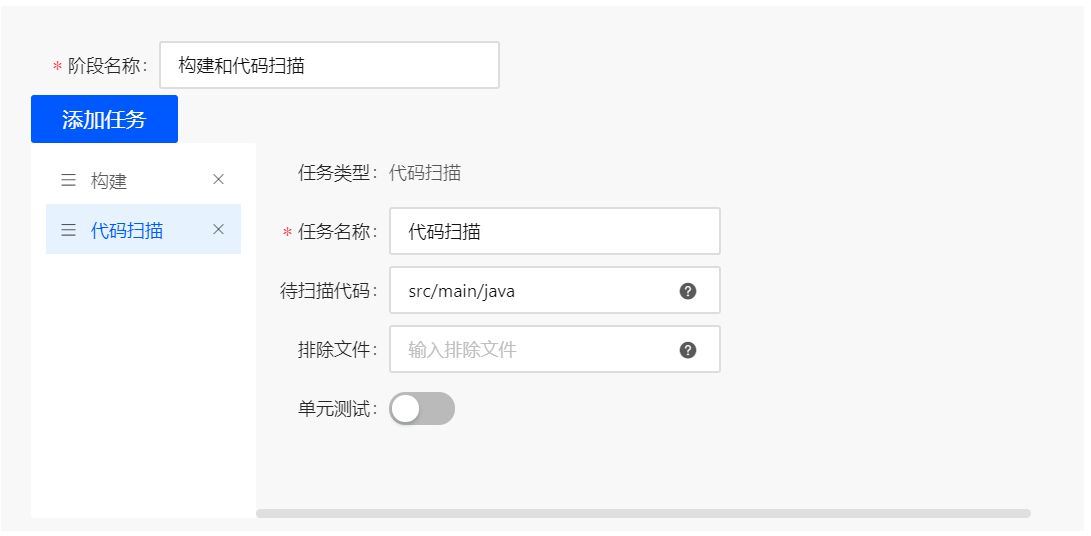 * 阶段名称: 构建和代码扫描
添加任务
构建
代码扫描
任务类型: 代码扫描
* 任务名称: 代码扫描
待扫描代码: src/main/java
排除文件: 输入排除文件
单元测试: